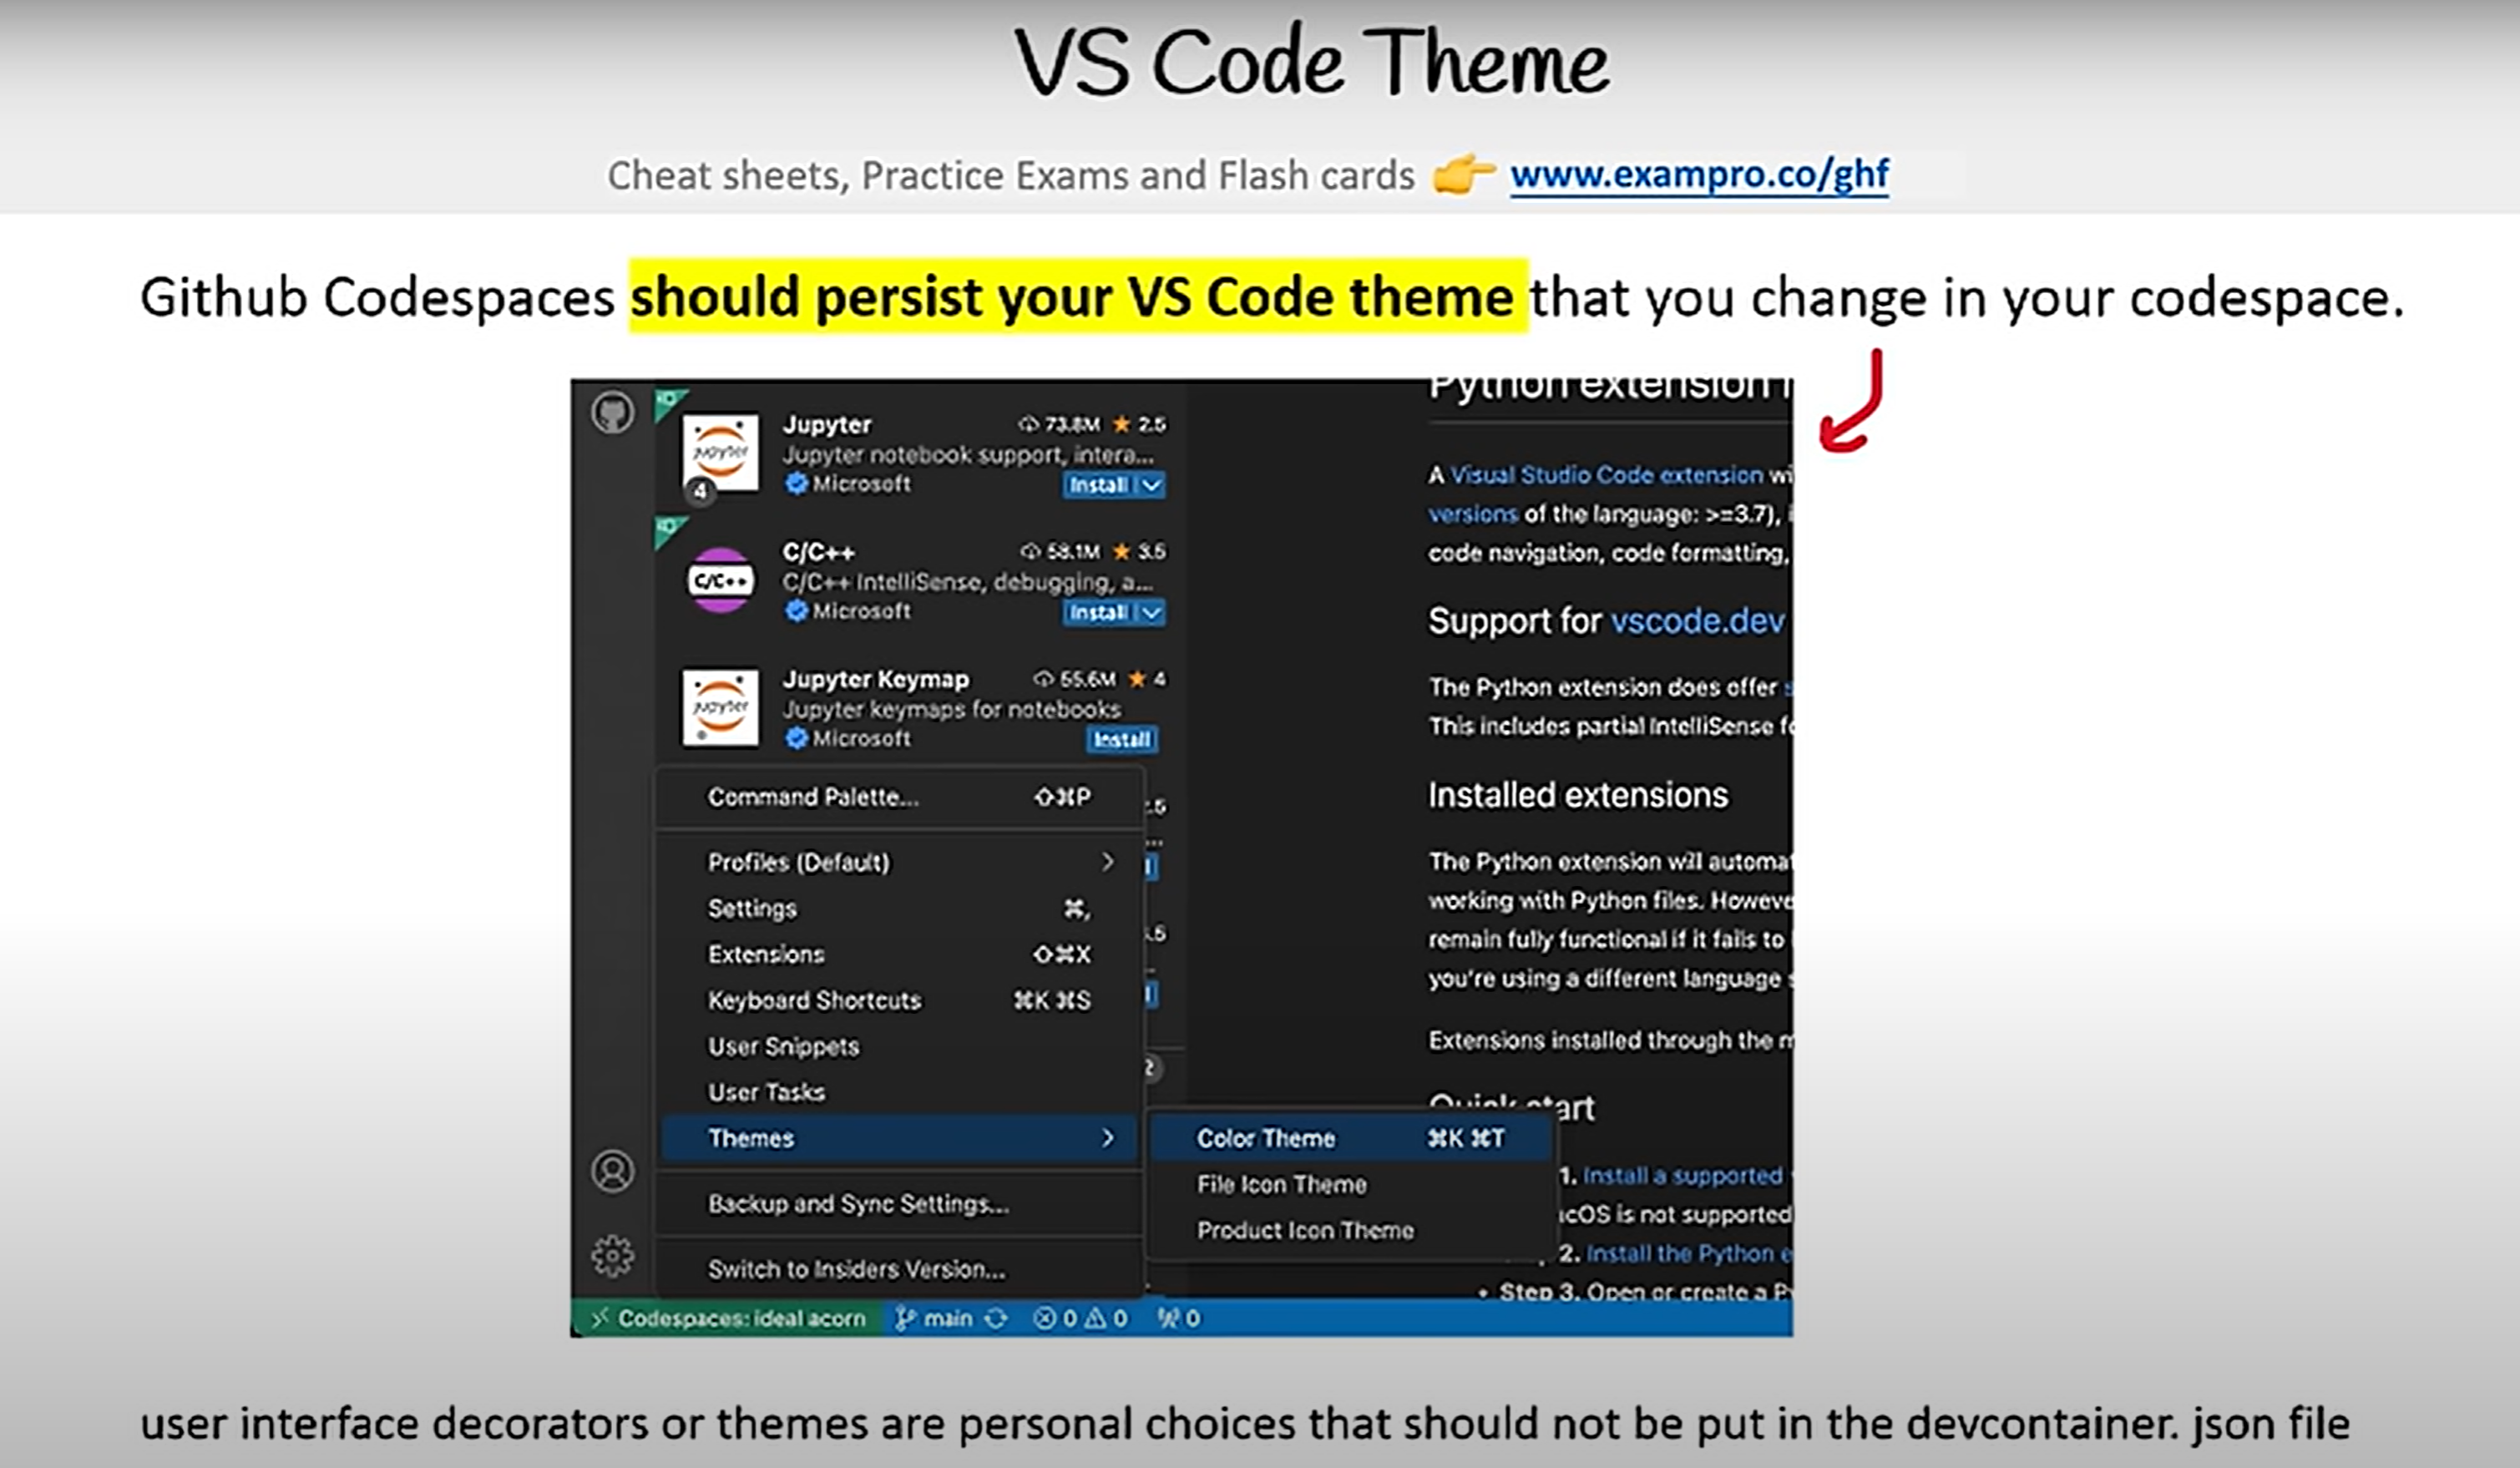 VS Code Theme
Cheat sheets, Practice Exams and Flash cards www.exampro.co/ghf
Github Codespaces should persist your VS Code theme that you change in your codespace.
Jupyter 73.8M 2.5
Jupyter notebook support, intera...
Microsoft Install
4
C/C++ 58.1M 3.5
C/C++ IntelliSense, debugging, a...
Microsoft Install
Jupyter Keymap 55.6M 4
Jupyter keymaps for notebooks
Microsoft Install
Command Palette... ⇧⌘P
Profiles (Default) >
Settings ⌘,
Extensions ⇧⌘X
Keyboard Shortcuts ⌘K ⌘S
User Snippets
User Tasks
Themes >
Backup and Sync Settings...
Switch to Insiders Version...
Color Theme ⌘K ⌘T
File Icon Theme
Product Icon Theme
Python extension
A Visual Studio Code extension
versions of the language: >=3.7),
code navigation, code formatting,
Support for vscode.dev
The Python extension does offer
This includes partial IntelliSense
Installed extensions
The Python extension will
working with Python files.
remain fully functional if it fails to
you're using a different language
Extensions installed through the
Quick start
1. Install a supported
is not supported
2. Install the Python
• Step 3. Open or create a
Codespaces: ideal acorn main 0 0 0
user interface decorators or themes are personal choices that should not be put in the devcontainer. json file